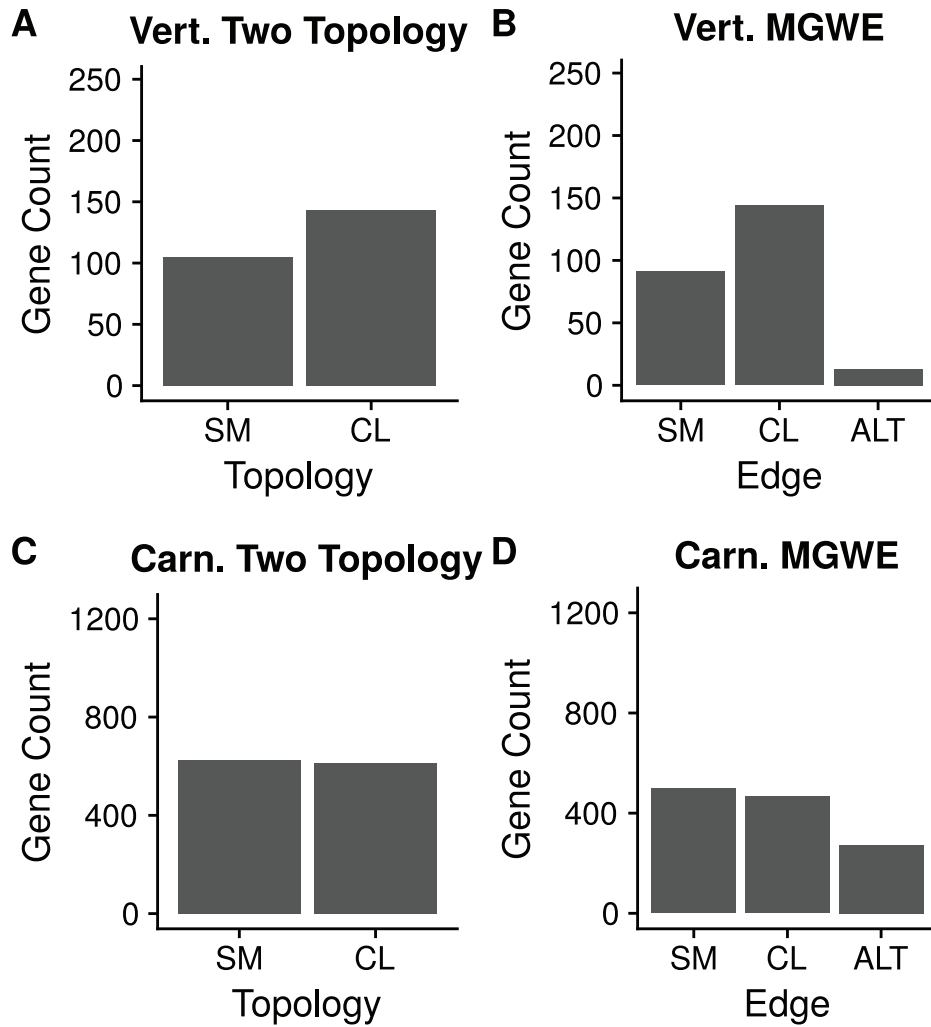 A Vert. Two Topology
250
200
150
100
50
0
Gene Count
SM CL
Topology
B Vert. MGWE
250
200
150
100
50
0
Gene Count
SM CL ALT
Edge
C Carn. Two Topology
1200
800
400
0
Gene Count
SM CL
Topology
D Carn. MGWE
1200
800
400
0
Gene Count
SM CL ALT
Edge